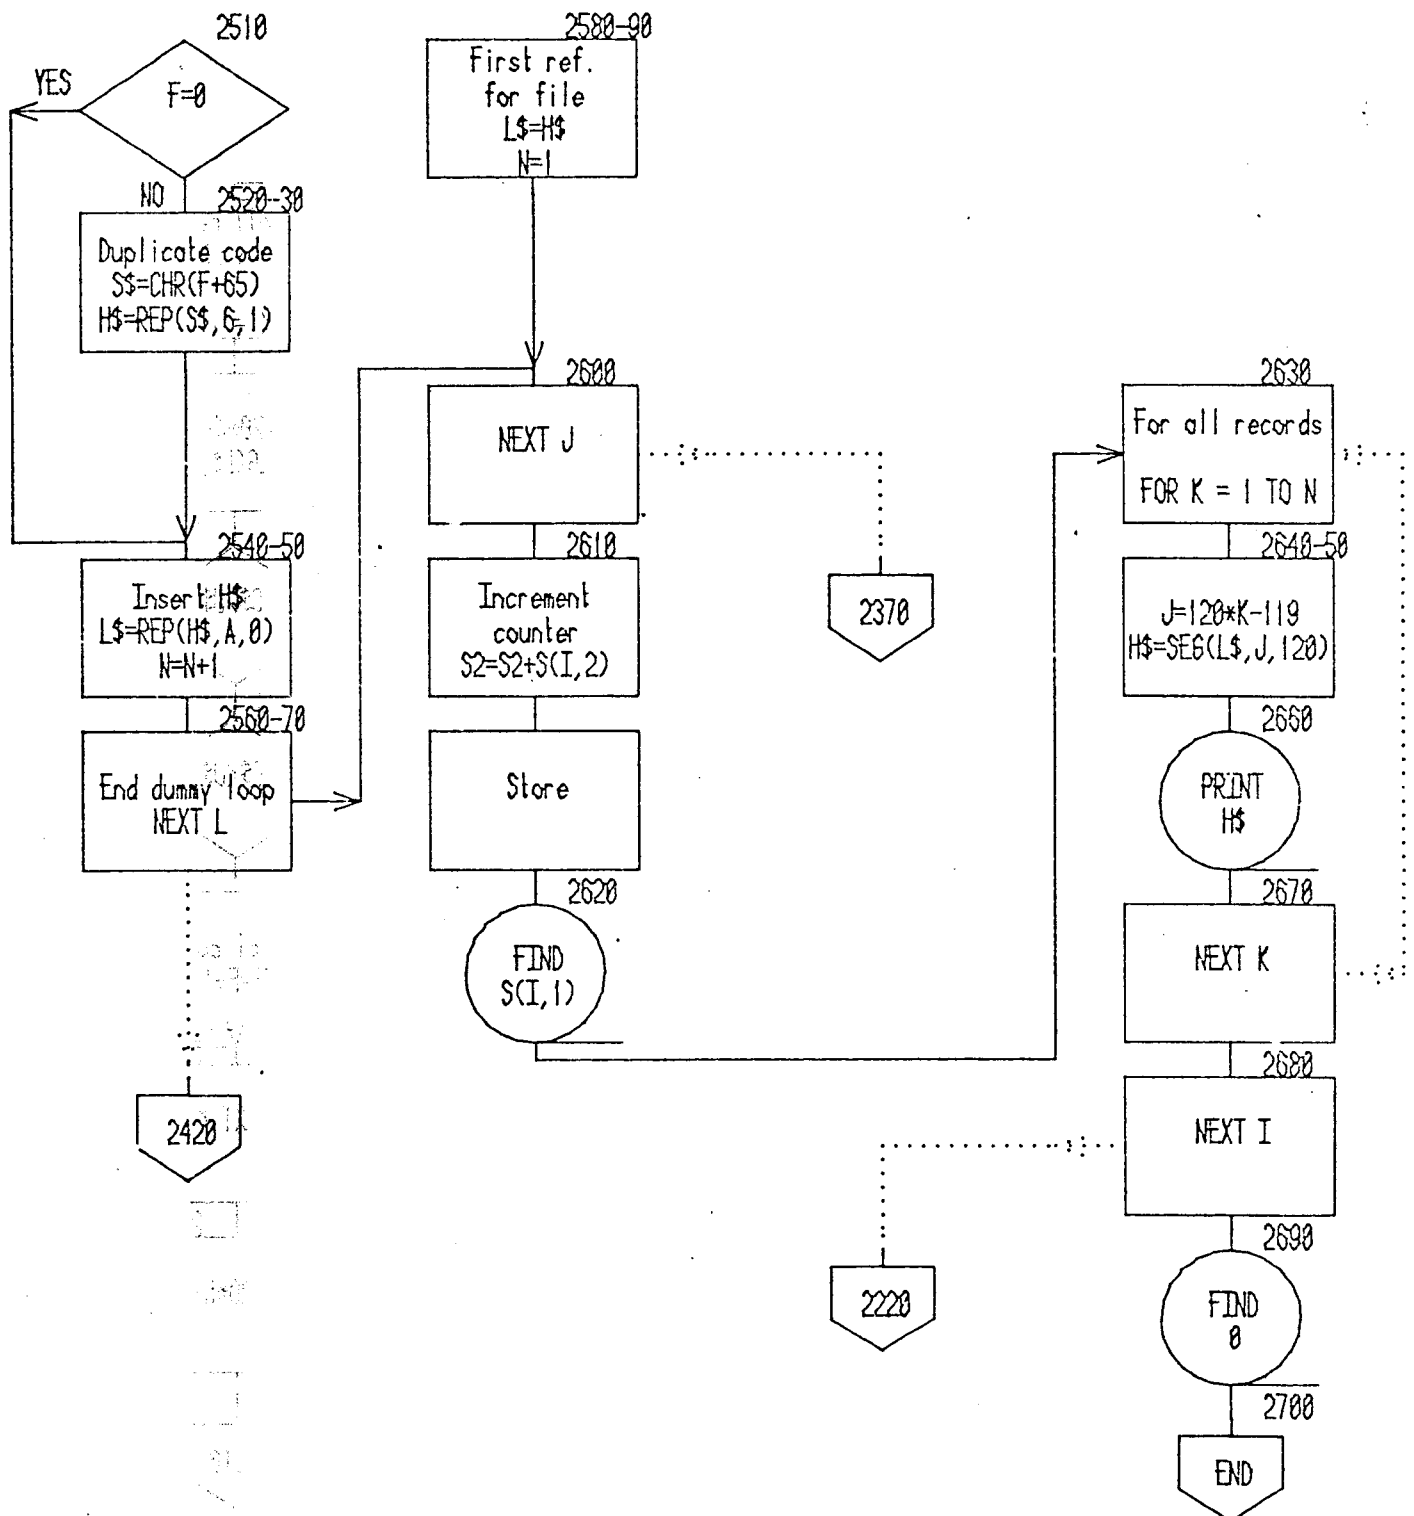 2510
F=0
YES
NO
2520-30
Duplicate code
S$=CHR(F+65)
H$=REP(S$,6,1)
2540-50
Insert H$
L$=REP(H$,A,0)
N=N+1
2560-70
End dummy loop
NEXT L
2420
2580-90
First ref.
for file
L$=H$
N=1
2600
NEXT J
2370
2610
Increment
counter
S2=S2+S(I,2)
Store
2620
FIND
S(I,1)
2630
For all records
FOR K = 1 TO N
2640-50
J=120*K-119
H$=SEG(L$,J,120)
2660
PRINT
H$
2670
NEXT K
2680
NEXT I
2220
2690
FIND
0
2700
END